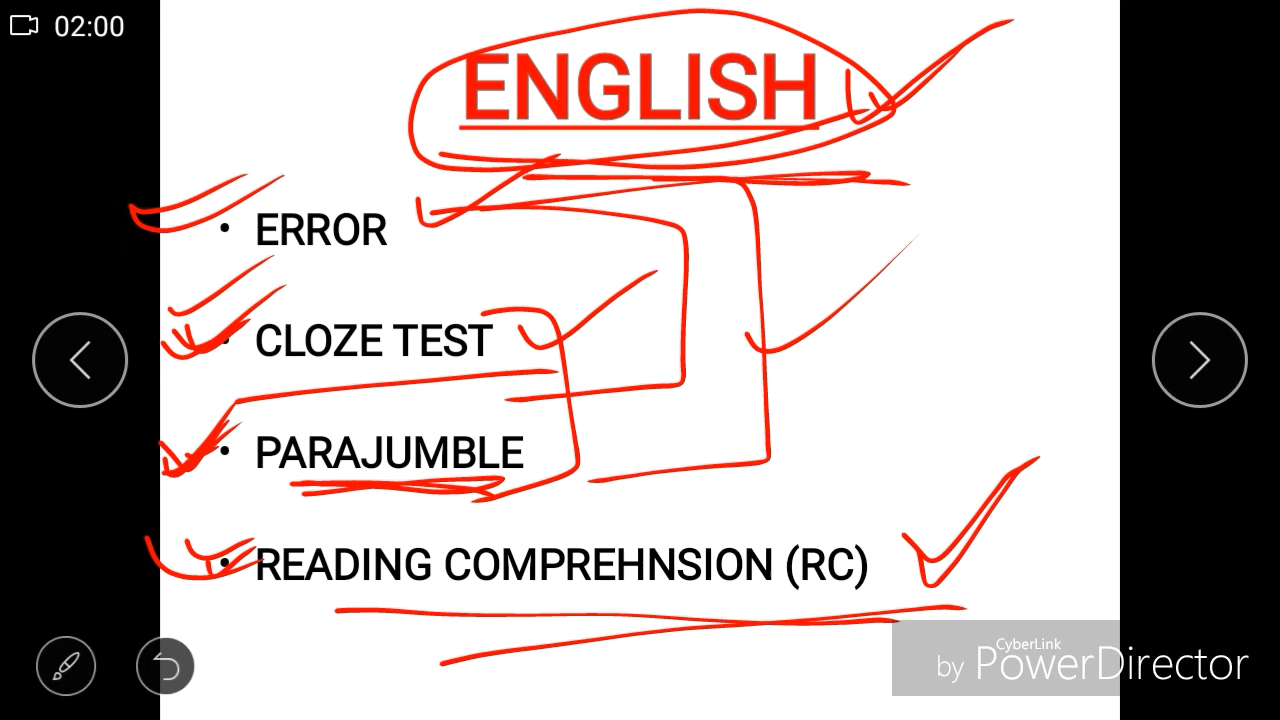 02:00
ENGLISH
• ERROR
• CLOZE TEST
• PARAJUMBLE
• READING COMPREHNSION (RC)
CyberLink
by PowerDirector